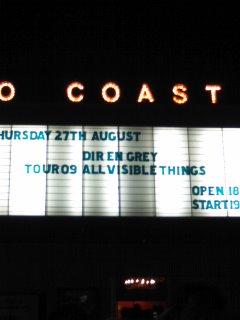 O COAST
HURSDAY 27TH AUGUST
DIR EN GREY
TOUR09 ALL VISIBLE THINGS
OPEN 18
START19